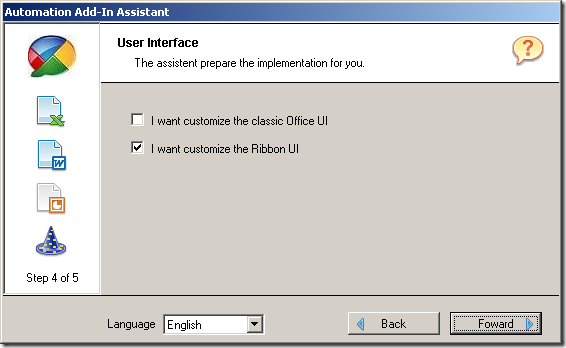 Automation Add-In Assistant
User Interface
The assistent prepare the implementation for you.
I want customize the classic Office UI
I want customize the Ribbon UI
Step 4 of 5
Language English Back Foward